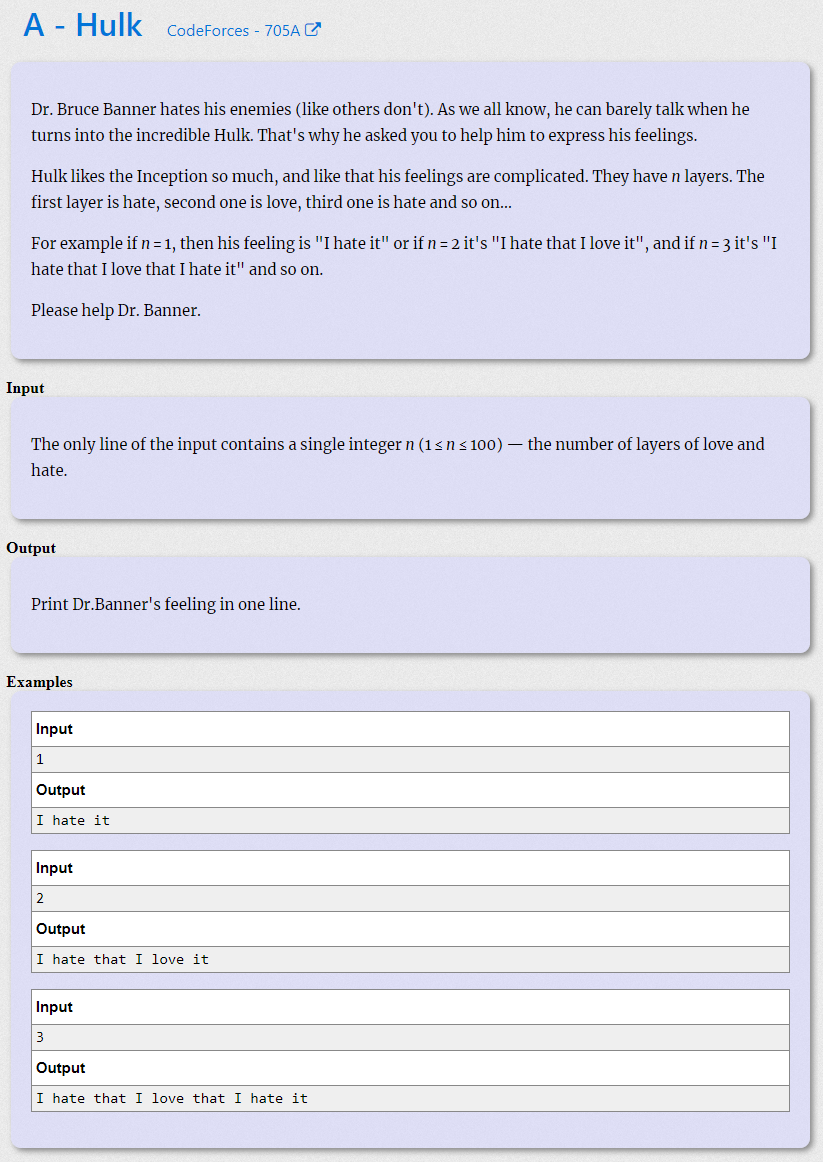 A - Hulk CodeForces - 705A
Dr. Bruce Banner hates his enemies (like others don't). As we all know, he can barely talk when he
turns into the incredible Hulk. That's why he asked you to help him to express his feelings.
Hulk likes the Inception so much, and like that his feelings are complicated. They have n layers. The
first layer is hate, second one is love, third one is hate and so on...
For example if n = 1, then his feeling is "I hate it" or if n = 2 it's "I hate that I love it", and if n = 3 it's "I
hate that I love that I hate it" and so on.
Please help Dr. Banner.
Input
The only line of the input contains a single integer n (1 ≤ n ≤ 100) — the number of layers of love and
hate.
Output
Print Dr.Banner's feeling in one line.
Examples
Input
1
Output
I hate it
Input
2
Output
I hate that I love it
Input
3
Output
I hate that I love that I hate it